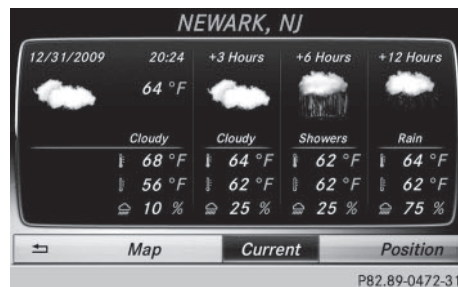 NEWARK, NJ
12/31/2009 20:24 +3 Hours +6 Hours +12 Hours
64 °F
Cloudy Cloudy Showers Rain
68 °F 64 °F 62 °F 64 °F
56 °F 62 °F 62 °F 62 °F
10 % 25 % 25 % 75 %
Map Current Position
P82.89-0472-31